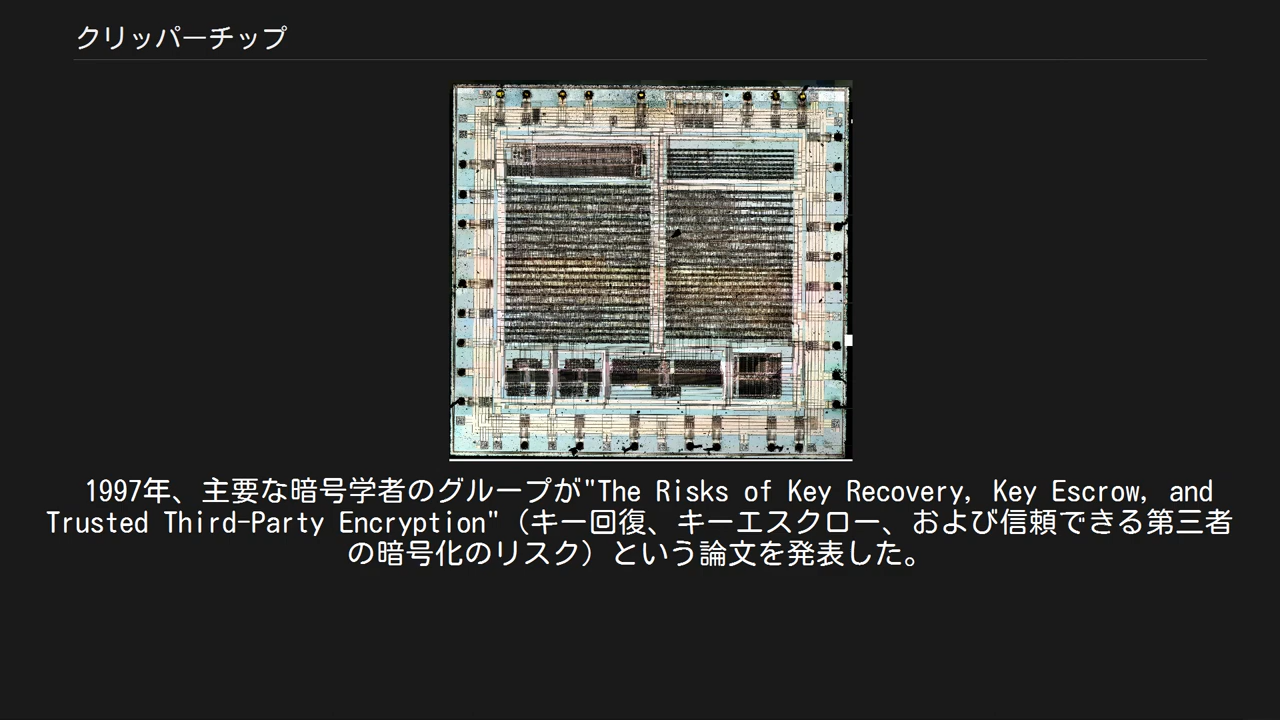 クリッパーチップ
1997年、主要な暗号学者のグループが"The Risks of Key Recovery, Key Escrow, and
Trusted Third-Party Encryption"（キー回復、キーエスクロー、および信頼できる第三者
の暗号化のリスク）という論文を発表した。